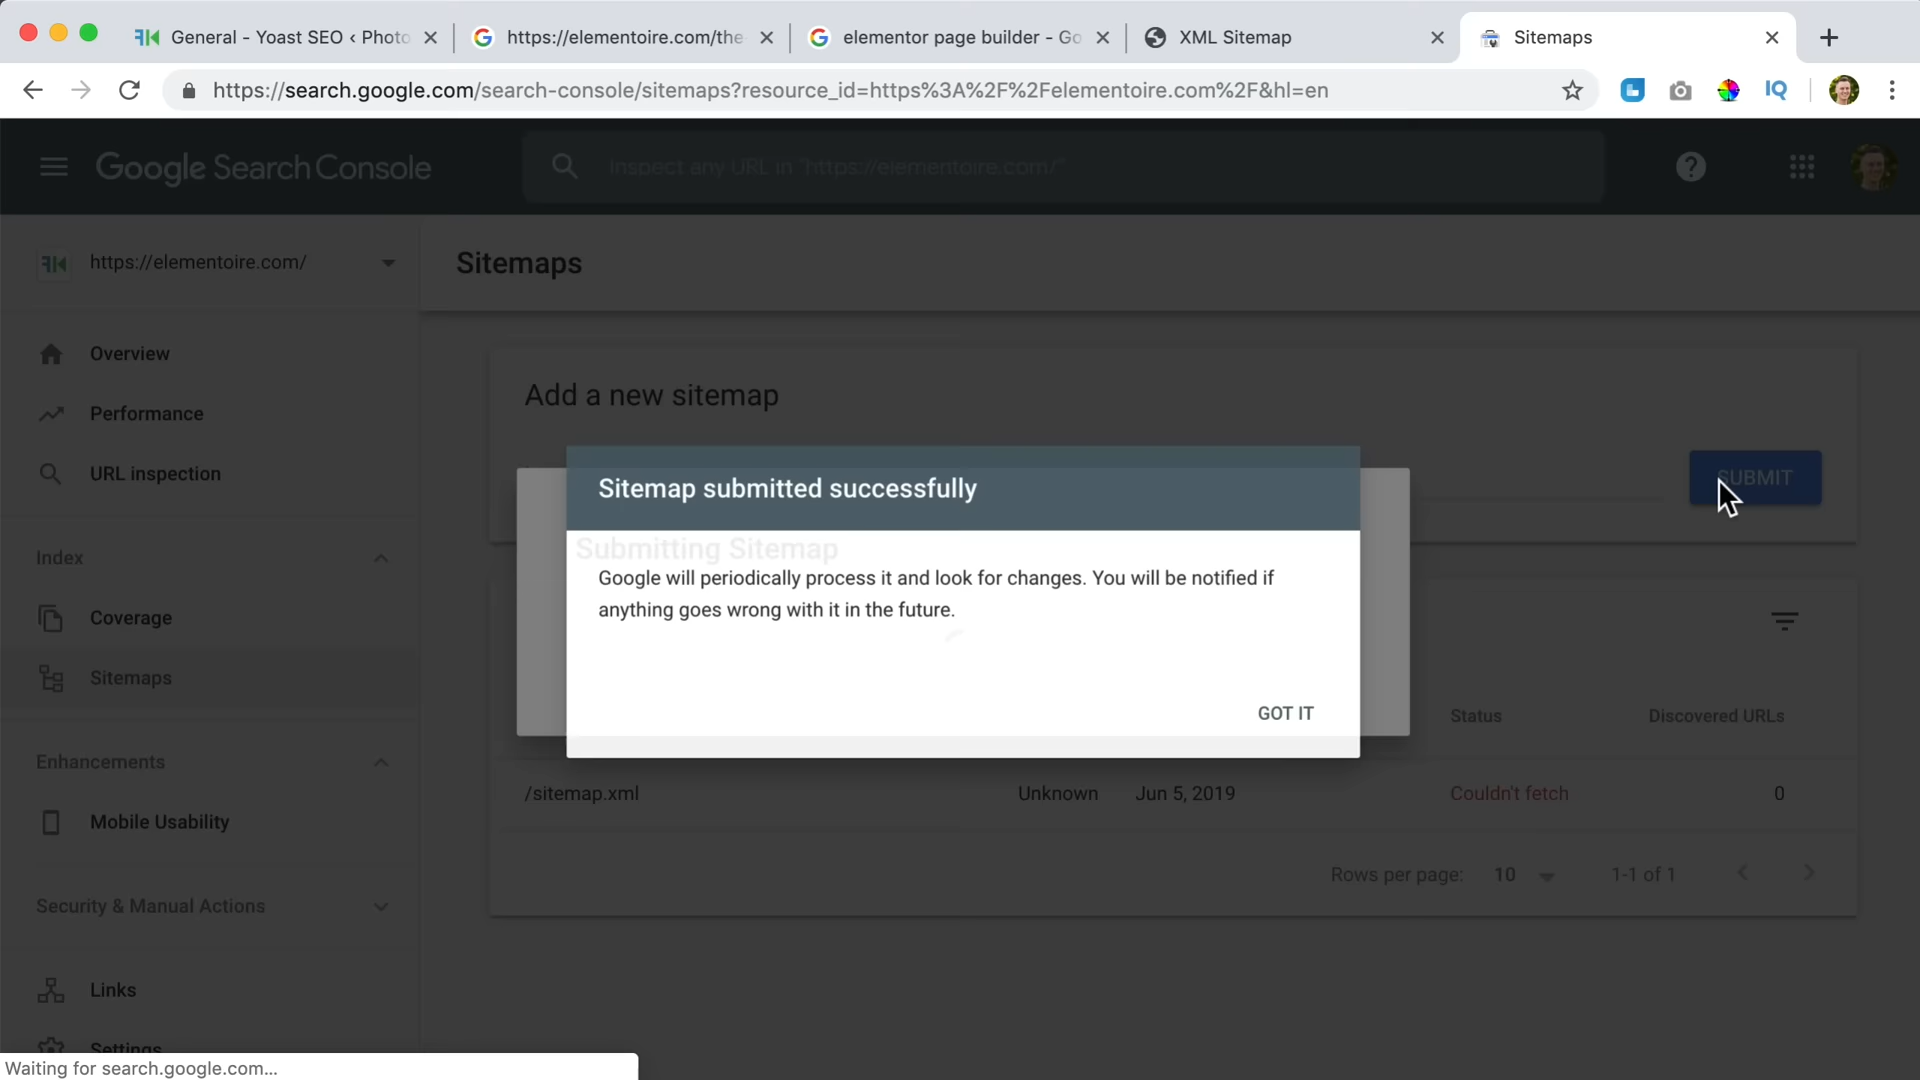 General - Yoast SEO ‹ Photo
https://elementoire.com/the
elementor page builder - Go
XML Sitemap
Sitemaps
https://search.google.com/search-console/sitemaps?resource_id=https%3A%2F%2Felementoire.com%2F&hl=en
IQ
Google Search Console
Inspect any URL in "https://elementoire.com/"
https://elementoire.com/
Sitemaps
Overview
Performance
URL inspection
Index
Coverage
Sitemaps
Enhancements
Mobile Usability
Security & Manual Actions
Links
Settings
Add a new sitemap
SUBMIT
Sitemap submitted successfully
Submitting Sitemap
Google will periodically process it and look for changes. You will be notified if
anything goes wrong with it in the future.
GOT IT
Status Discovered URLs
/sitemap.xml Unknown Jun 5, 2019 Couldn't fetch 0
Rows per page: 10 1-1 of 1
Waiting for search.google.com...